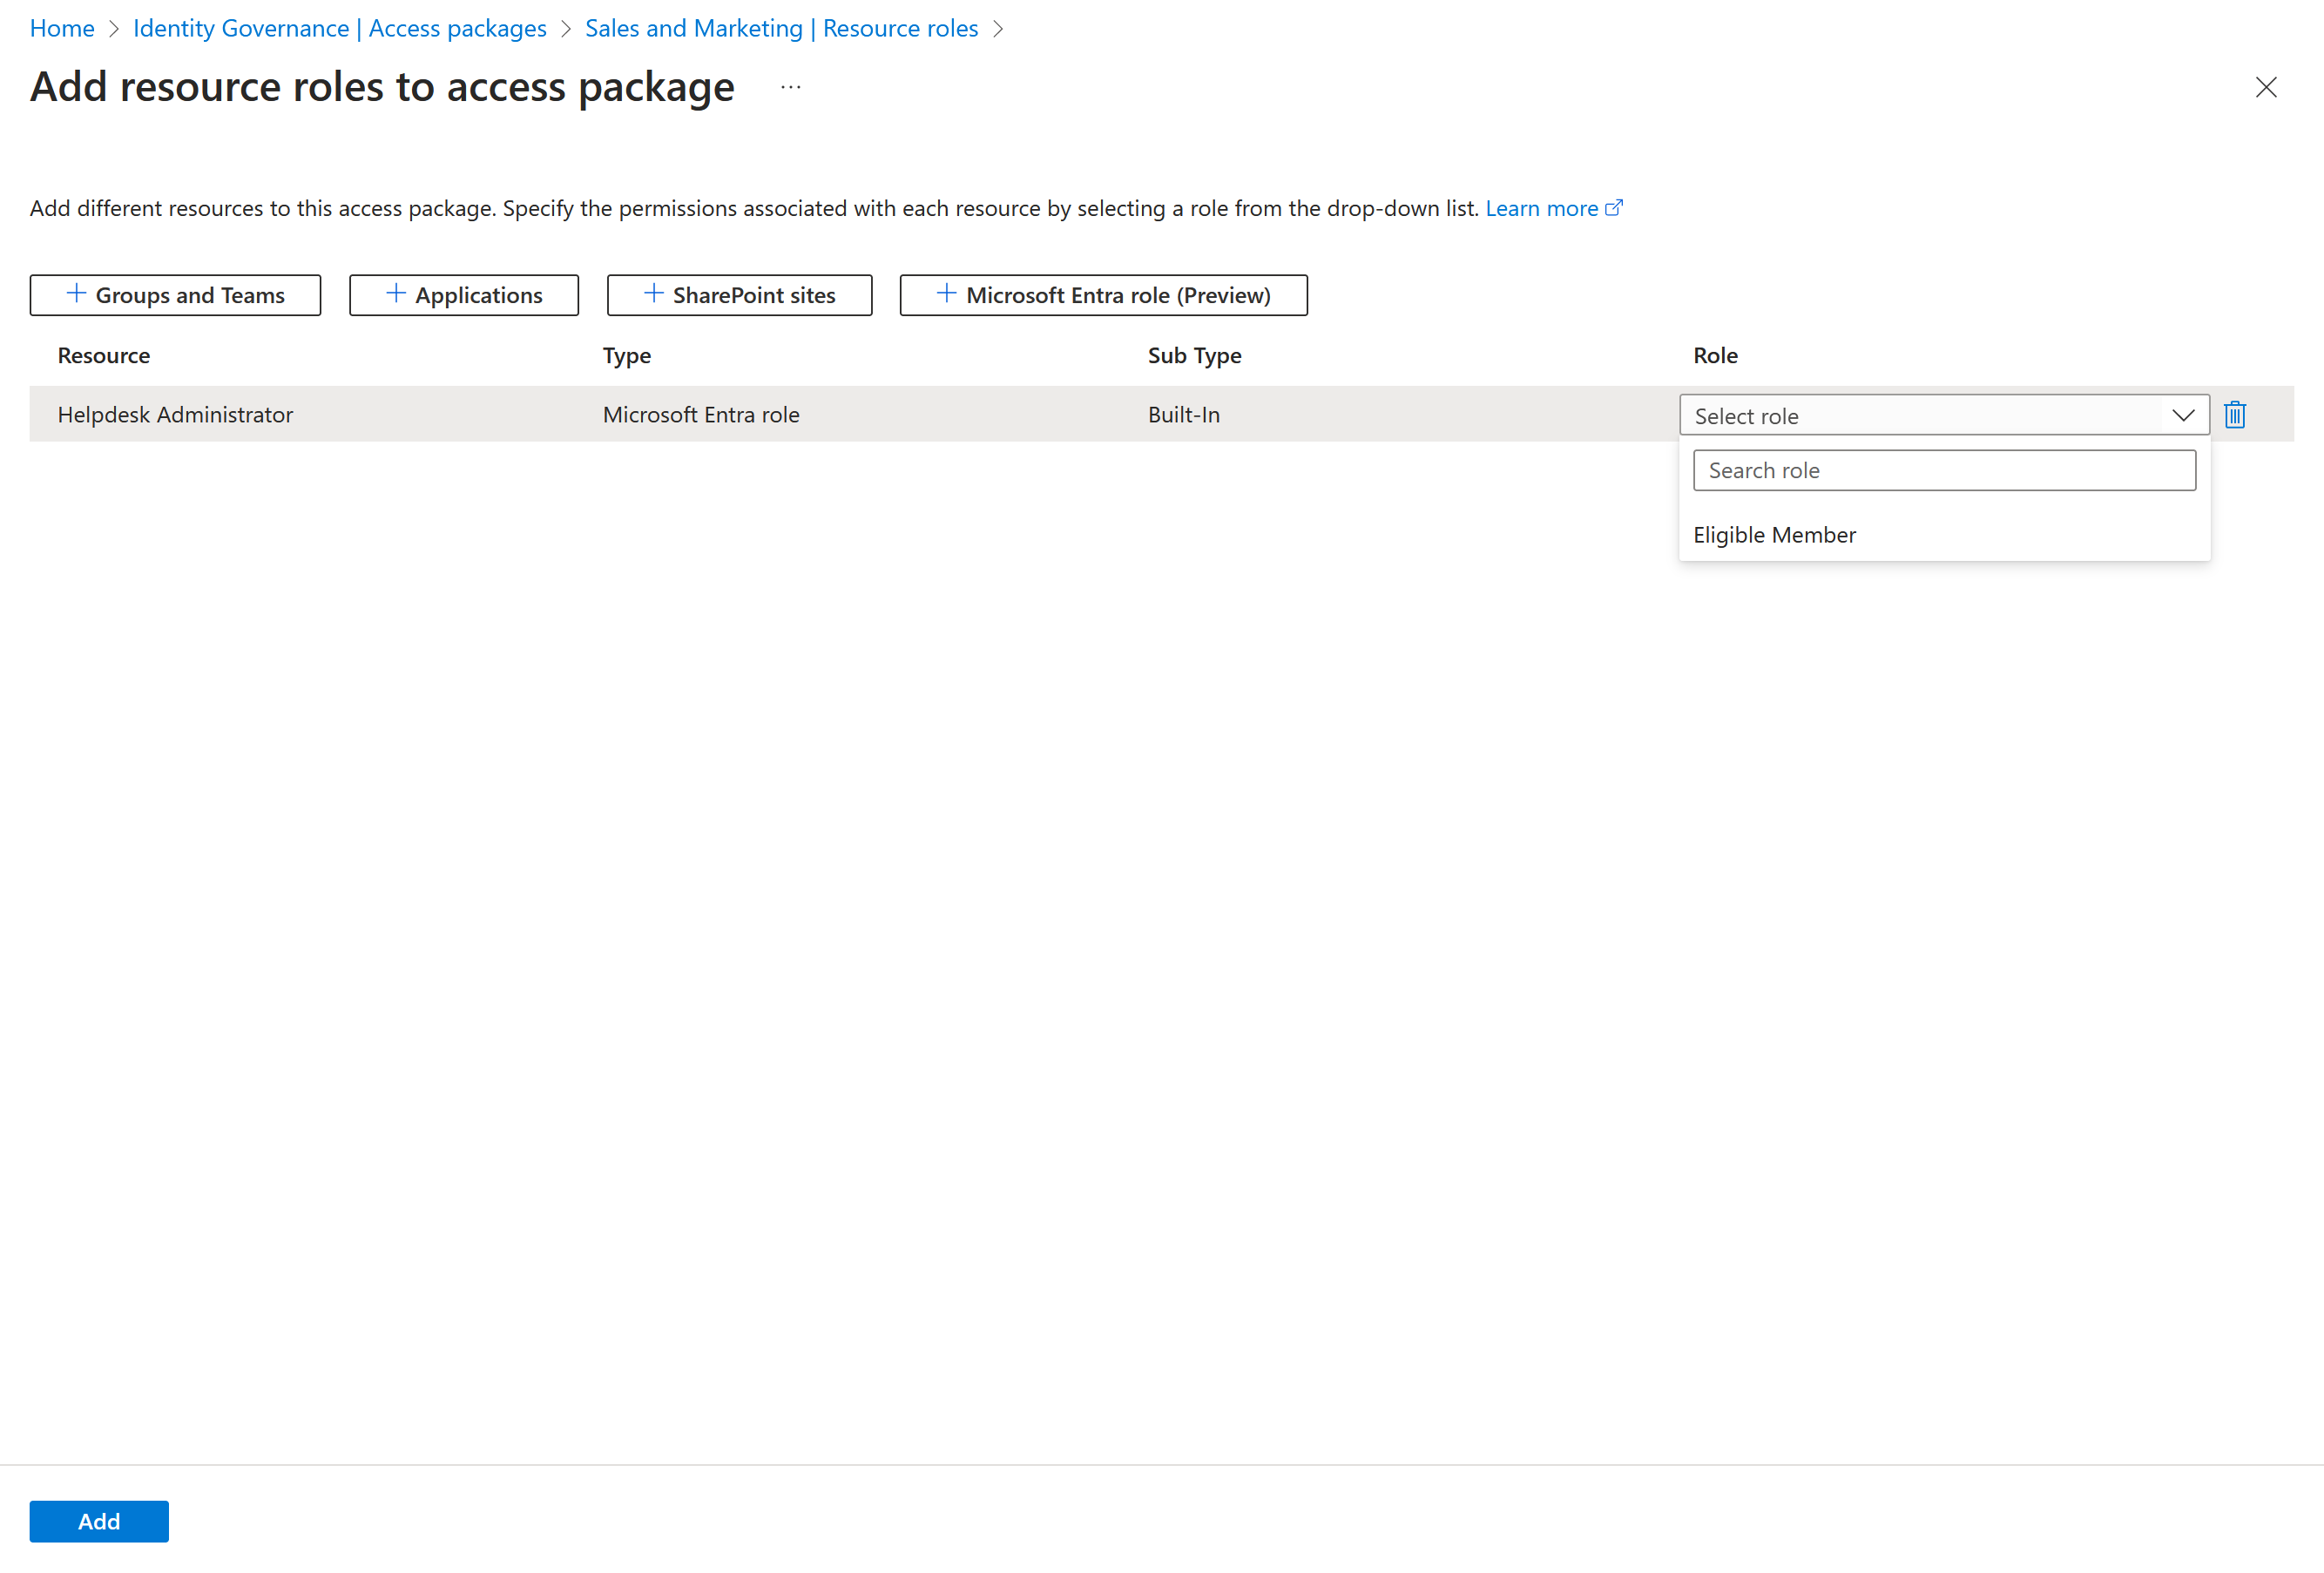 Home > Identity Governance | Access packages > Sales and Marketing | Resource roles >
Add resource roles to access package ...
Add different resources to this access package. Specify the permissions associated with each resource by selecting a role from the drop-down list. Learn more
+ Groups and Teams + Applications + SharePoint sites + Microsoft Entra role (Preview)
Resource Type Sub Type Role
Helpdesk Administrator Microsoft Entra role Built-In Select role
Search role
Eligible Member
Add